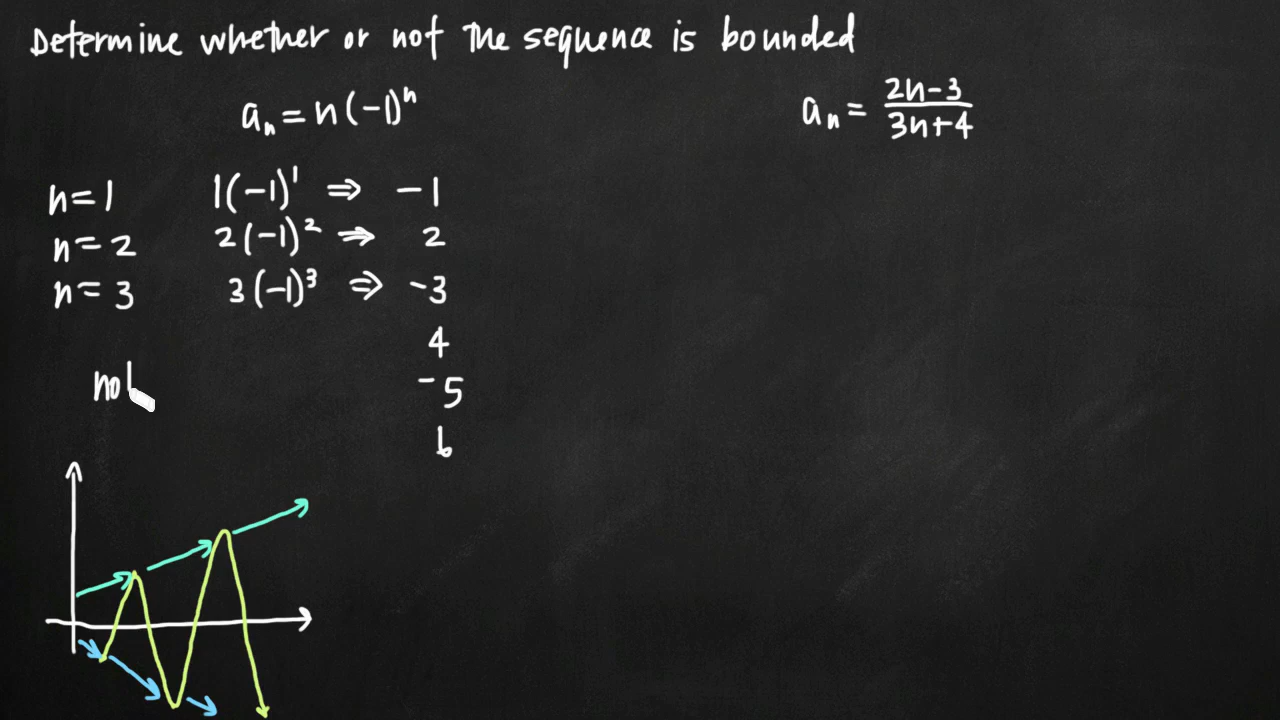 Determine whether or not the sequence is bounded
aₙ = n(-1)ⁿ
aₙ = (2n-3)/(3n+4)
n=1 1(-1)¹ ⇒ -1
n=2 2(-1)² ⇒ 2
n=3 3(-1)³ ⇒ -3
4
-5
6